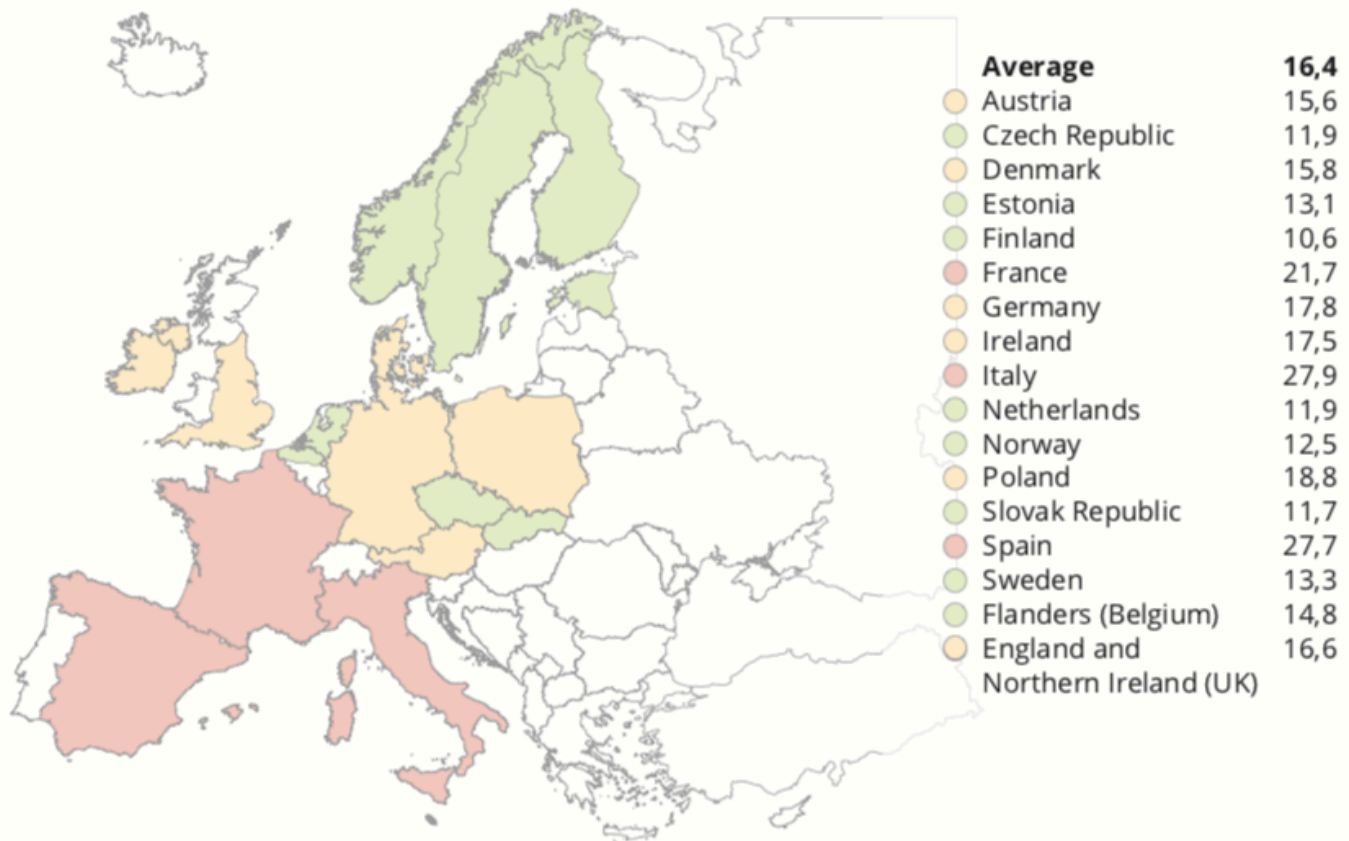 Average 16,4
Austria 15,6
Czech Republic 11,9
Denmark 15,8
Estonia 13,1
Finland 10,6
France 21,7
Germany 17,8
Ireland 17,5
Italy 27,9
Netherlands 11,9
Norway 12,5
Poland 18,8
Slovak Republic 11,7
Spain 27,7
Sweden 13,3
Flanders (Belgium) 14,8
England and 16,6
Northern Ireland (UK)